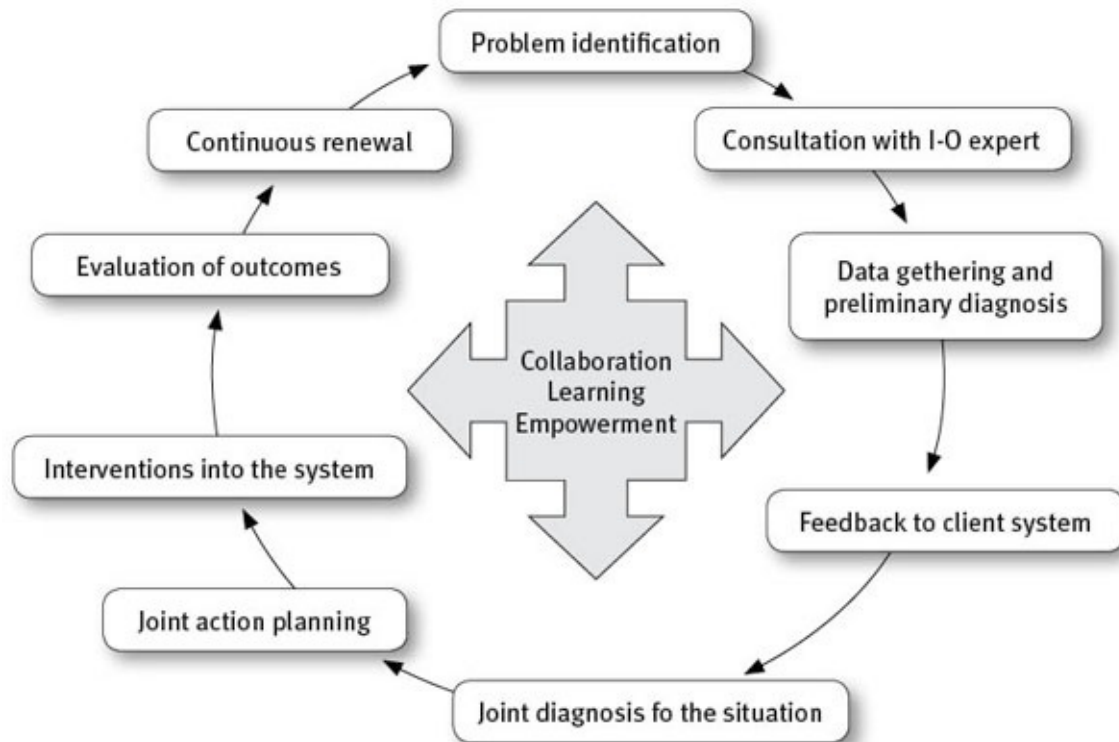 Problem identification
Consultation with I-O expert
Data gethering and
preliminary diagnosis
Feedback to client system
Joint diagnosis fo the situation
Joint action planning
Interventions into the system
Evaluation of outcomes
Continuous renewal
Collaboration
Learning
Empowerment